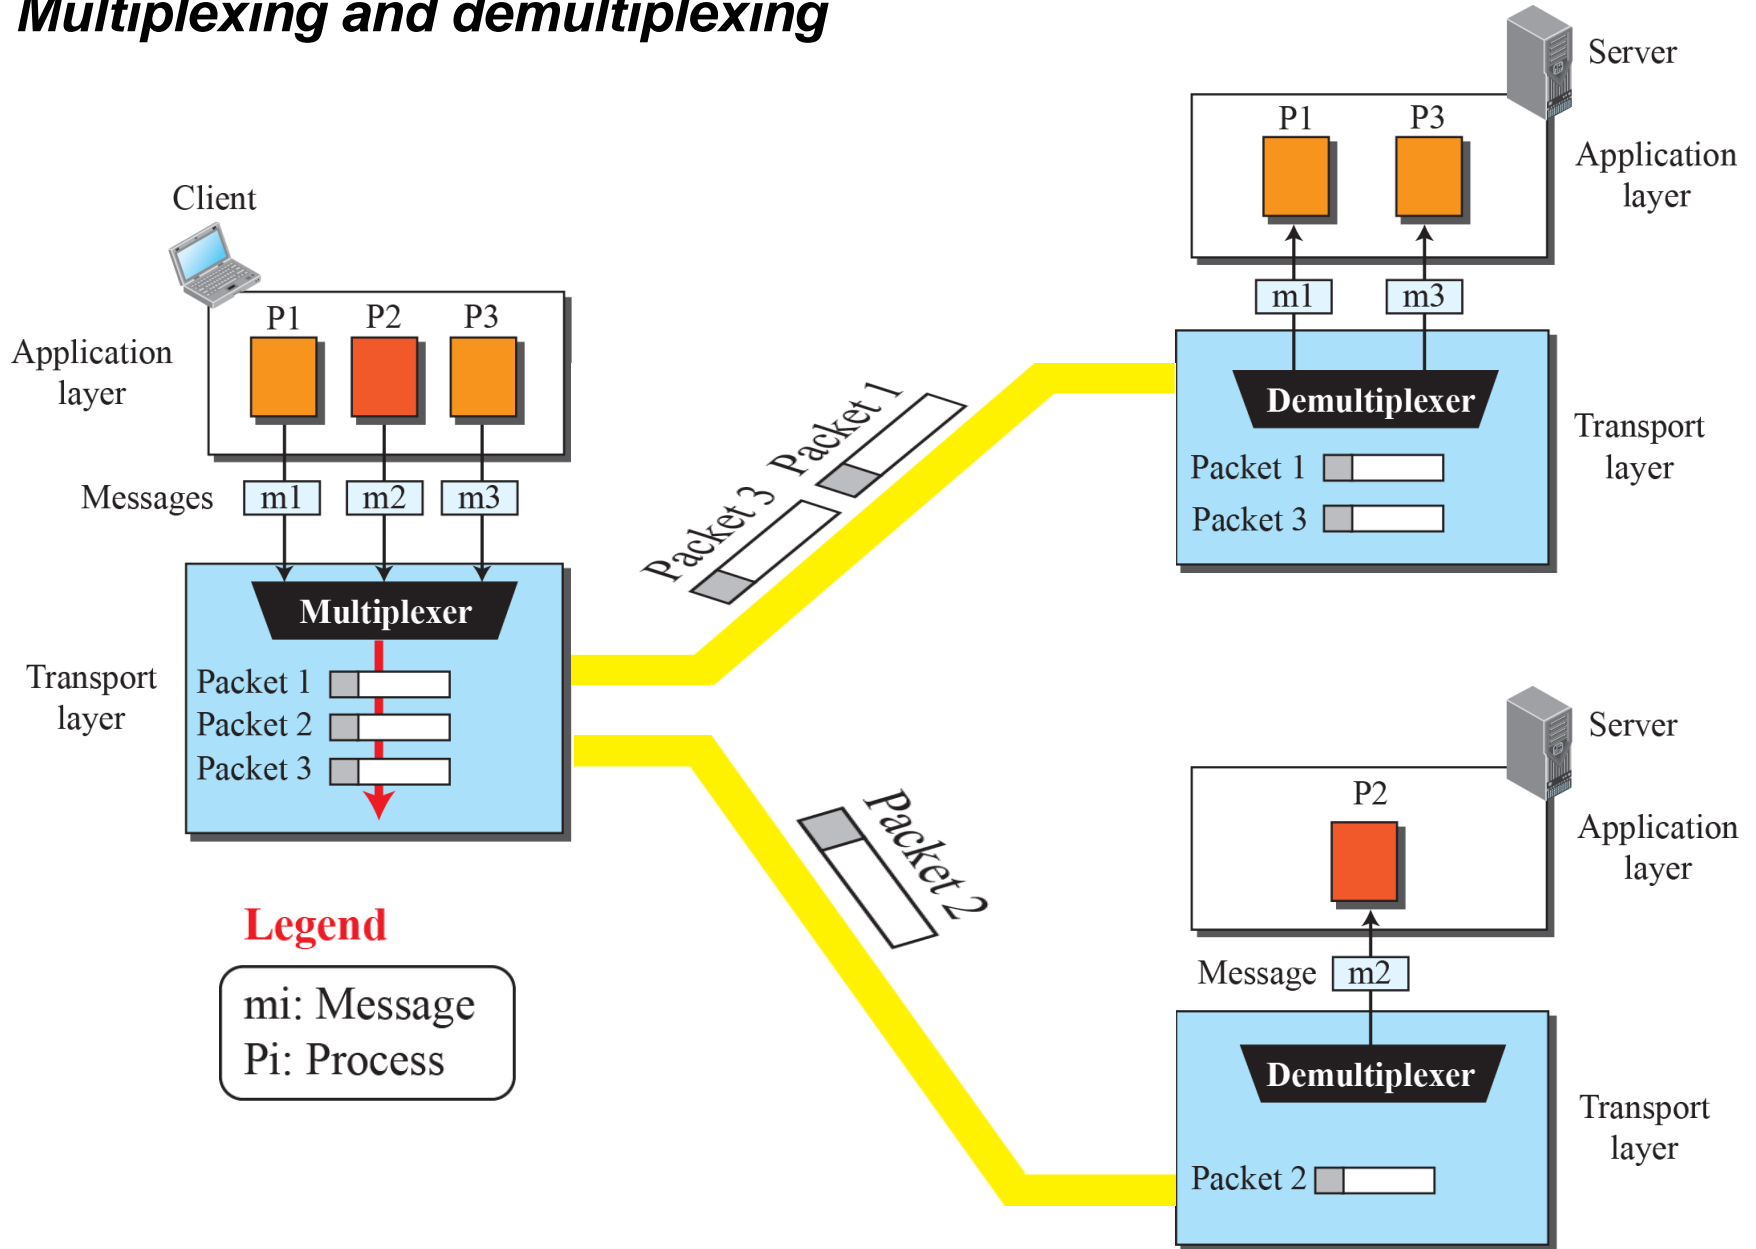 Multiplexing and demultiplexing
Server
P1 P3
Application
layer
m1 m3
Demultiplexer
Packet 1
Packet 3
Transport
layer
Client
P1 P2 P3
Application
layer
Messages m1 m2 m3
Multiplexer
Packet 1
Packet 2
Packet 3
Transport
layer
Packet 3 Packet 1
Packet 2
Server
P2
Application
layer
Message m2
Demultiplexer
Packet 2
Transport
layer
Legend
mi: Message
Pi: Process